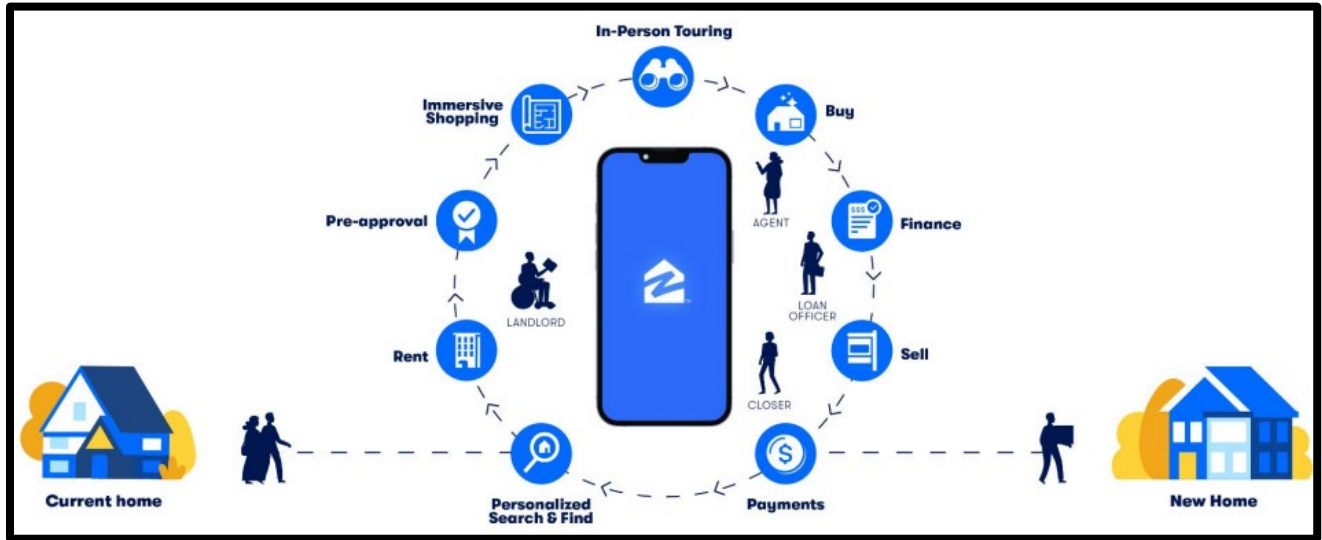 In-Person Touring
Immersive
Shopping
Buy
AGENT
Pre-approval
$$$
Finance
LANDLORD
LOAN
OFFICER
Rent
Sell
CLOSER
$
Current home
Personalized
Search & Find
Payments
New Home